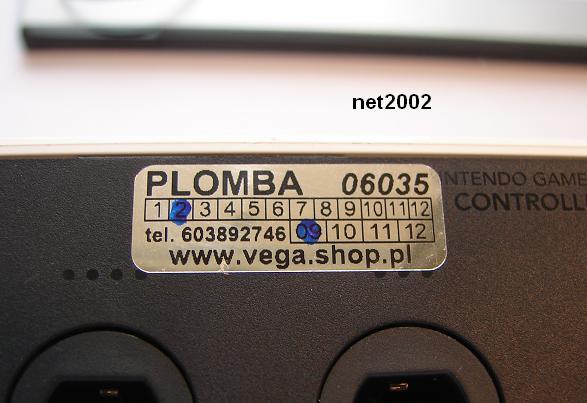 net2002
PLOMBA 06035
NTENDO GAME
1 2 3 4 5 6 7 8 9 10 11 12
CONTROLL
tel. 603892746 09 10 11 12
www.vega.shop.pl